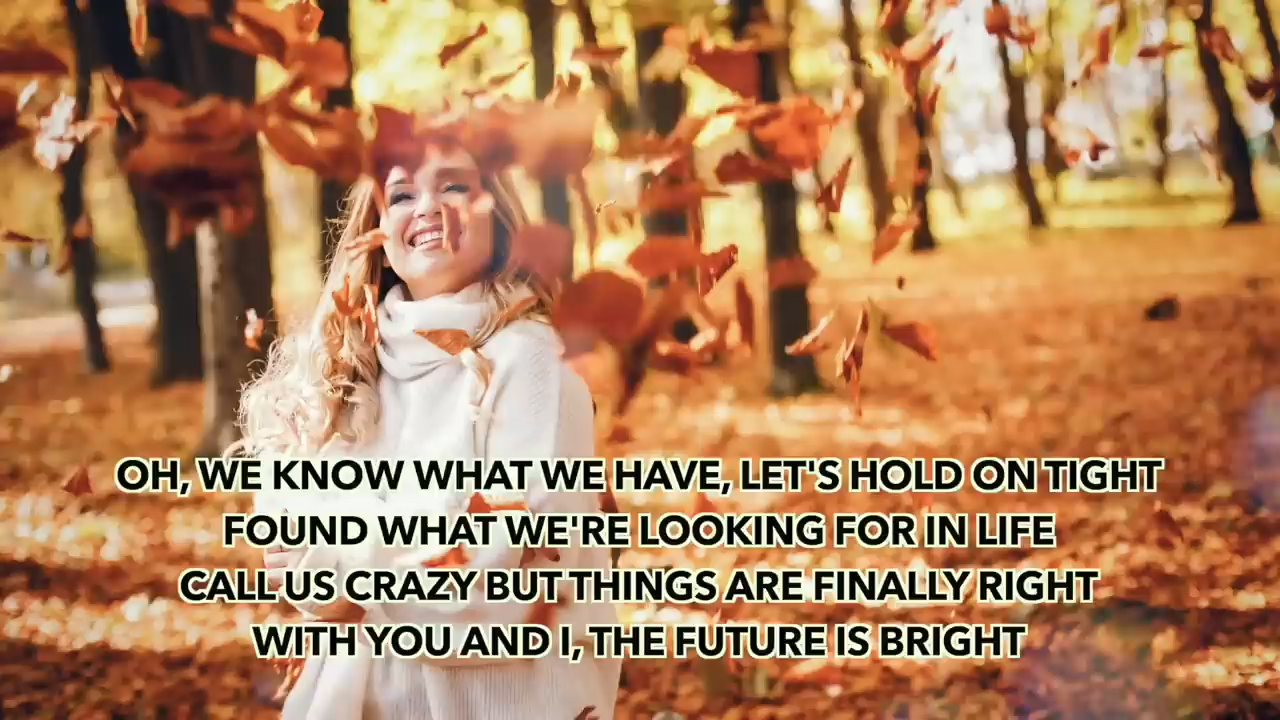 OH, WE KNOW WHAT WE HAVE, LET'S HOLD ON TIGHT
FOUND WHAT WE'RE LOOKING FOR IN LIFE
CALL US CRAZY BUT THINGS ARE FINALLY RIGHT
WITH YOU AND I, THE FUTURE IS BRIGHT